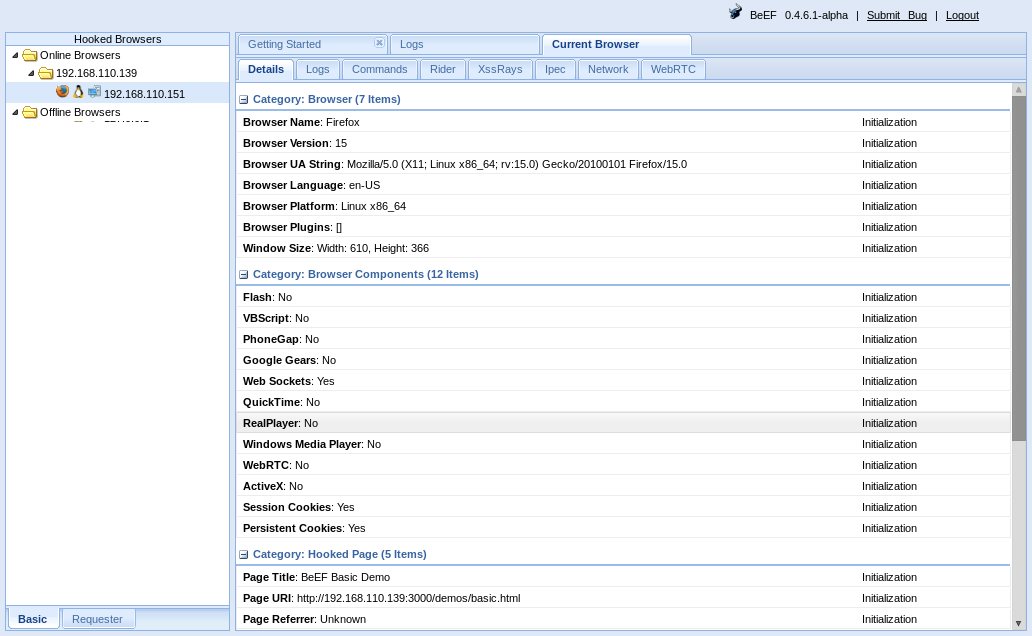 BeEF 0.4.6.1-alpha | Submit Bug | Logout
Hooked Browsers
Online Browsers
192.168.110.139
192.168.110.151
Offline Browsers
Basic Requester
Getting Started Logs Current Browser
Details Logs Commands Rider XssRays Ipec Network WebRTC
Category: Browser (7 Items)
Browser Name: Firefox Initialization
Browser Version: 15 Initialization
Browser UA String: Mozilla/5.0 (X11; Linux x86_64; rv:15.0) Gecko/20100101 Firefox/15.0 Initialization
Browser Language: en-US Initialization
Browser Platform: Linux x86_64 Initialization
Browser Plugins: [] Initialization
Window Size: Width: 610, Height: 366 Initialization
Category: Browser Components (12 Items)
Flash: No Initialization
VBScript: No Initialization
PhoneGap: No Initialization
Google Gears: No Initialization
Web Sockets: Yes Initialization
QuickTime: No Initialization
RealPlayer: No Initialization
Windows Media Player: No Initialization
WebRTC: No Initialization
ActiveX: No Initialization
Session Cookies: Yes Initialization
Persistent Cookies: Yes Initialization
Category: Hooked Page (5 Items)
Page Title: BeEF Basic Demo Initialization
Page URI: http://192.168.110.139:3000/demos/basic.html Initialization
Page Referrer: Unknown Initialization